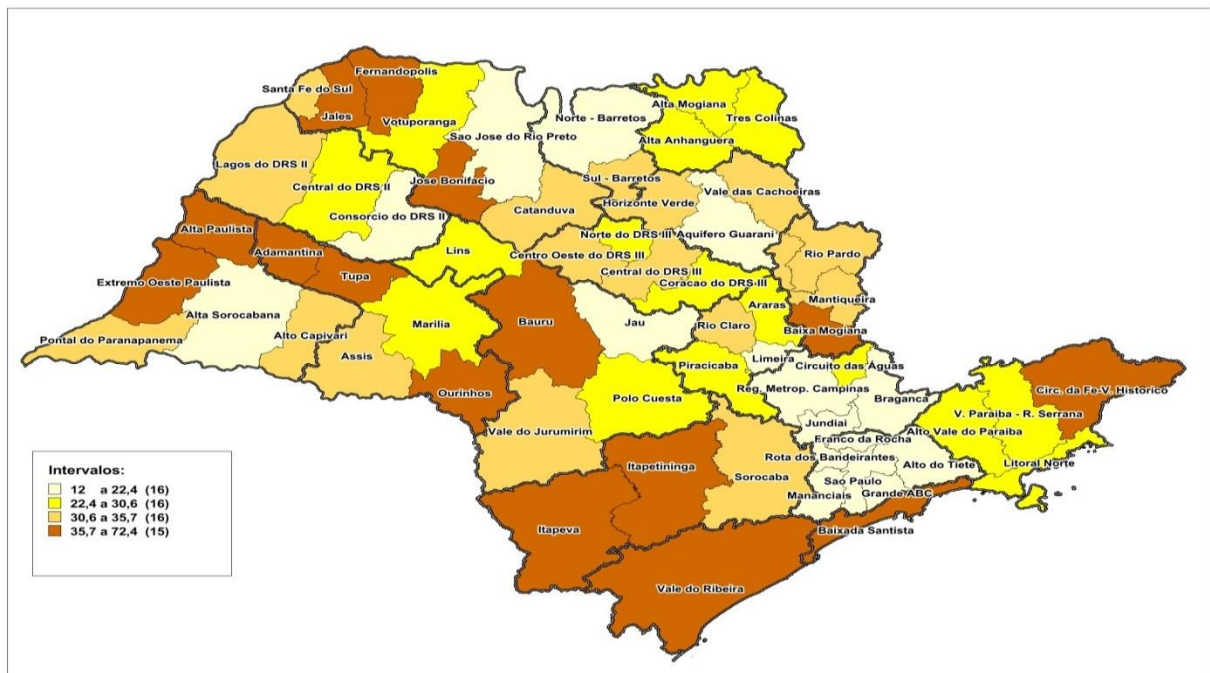 Fernandopolis
Santa Fe do Sul
Jales
Votuporanga
Norte - Barretos
Alta Mogiana
Tres Colinas
Sao Jose do Rio Preto
Alta Anhanguera
Lagos do DRS II
Central do DRS II
Jose Bonifacio
Sul - Barretos
Vale das Cachoeiras
Horizonte Verde
Catanduva
Consorcio do DRS II
Alta Paulista
Norte do DRS III
Aquifero Guarani
Adamantina
Lins
Centro Oeste do DRS III
Rio Pardo
Tupa
Central do DRS III
Extremo Oeste Paulista
Coracao do DRS III
Mantiqueira
Araras
Alta Sorocabana
Marilia
Bauru
Jau
Rio Claro
Baixa Mogiana
Pontal do Paranapanema
Alto Capivari
Assis
Limeira
Piracicaba
Circuito das Aguas
Ourinhos
Reg. Metrop. Campinas
Circ. da Fe-V. Historico
Polo Cuesta
Braganca
V. Paraiba - R. Serrana
Jundiai
Vale do Jurumirim
Alto Vale do Paraiba
Franco da Rocha
Rota dos Bandeirantes
Itapetininga
Alto do Tiete
Litoral Norte
Sorocaba
Sao Paulo
Mananciais
Grande ABC
Itapeva
Baixada Santista
Vale do Ribeira
Intervalos:
12 a 22,4 (16)
22,4 a 30,6 (16)
30,6 a 35,7 (16)
35,7 a 72,4 (15)